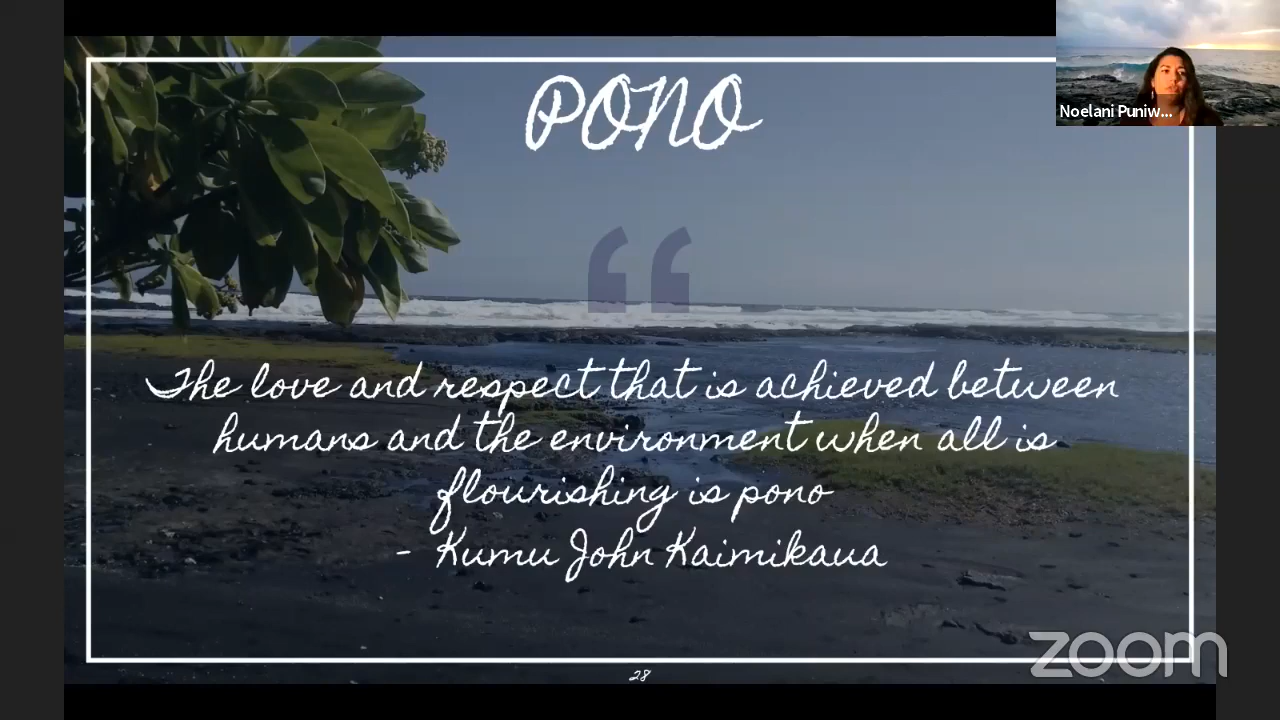 PONO
Noelani Puniw...
“
The love and respect that is achieved between
humans and the environment when all is
flourishing is pono
- Kumu John Kaimikaua
28
zoom